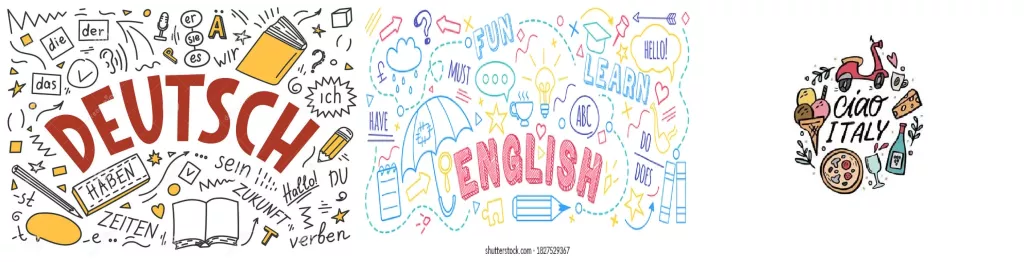 der
die
das
er
sie
es
Ä
P
wir
?
ich
DEUTSCH
HABEN
sein
Hallo!
DU
ZUKUNFT
ZEITEN
verben
-st
-t
-e
T
FUN
?
HELLO!
MUST
LEARN
HAVE
ABC
#?
DO
DOES
ENGLISH
shutterstock.com · 1827529367
ciao
ITALY